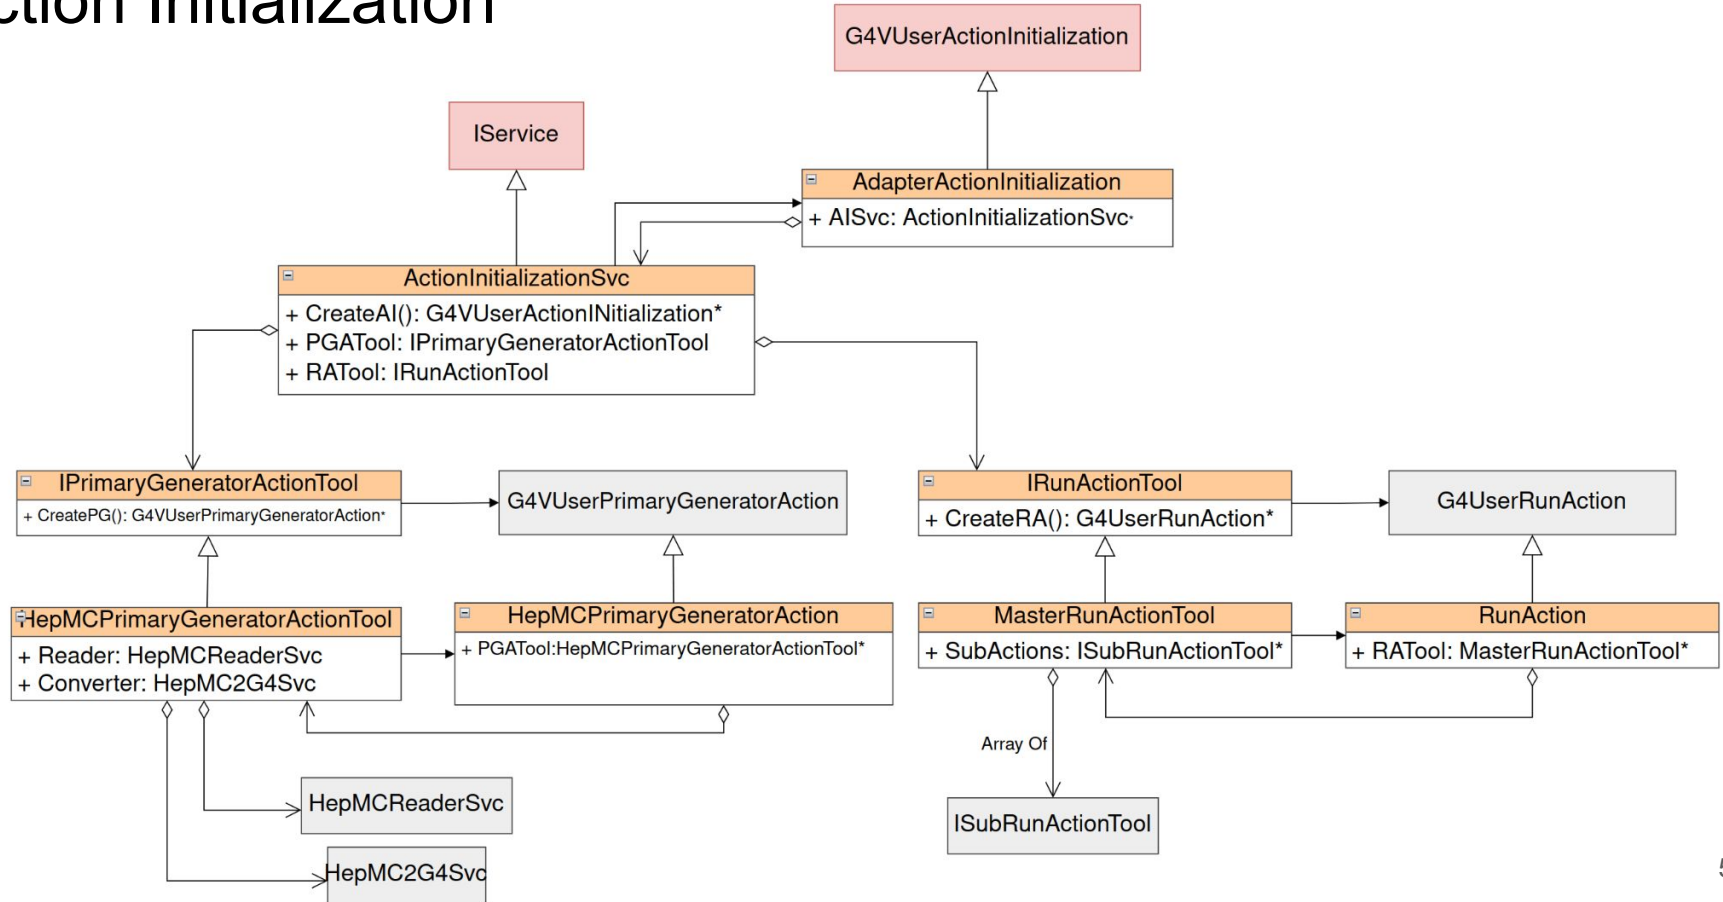 ction Initialization
G4VUserActionInitialization
IService
AdapterActionInitialization
+ AISvc: ActionInitializationSvc*
ActionInitializationSvc
+ CreateAI(): G4VUserActionINitialization*
+ PGATool: IPrimaryGeneratorActionTool
+ RATool: IRunActionTool
IPrimaryGeneratorActionTool
+ CreatePG(): G4VUserPrimaryGeneratorAction*
G4VUserPrimaryGeneratorAction
IRunActionTool
+ CreateRA(): G4UserRunAction*
G4UserRunAction
HepMCPrimaryGeneratorActionTool
+ Reader: HepMCReaderSvc
+ Converter: HepMC2G4Svc
HepMCPrimaryGeneratorAction
+ PGATool:HepMCPrimaryGeneratorActionTool*
MasterRunActionTool
+ SubActions: ISubRunActionTool*
RunAction
+ RATool: MasterRunActionTool*
Array Of
HepMCReaderSvc
ISubRunActionTool
HepMC2G4Svc
5